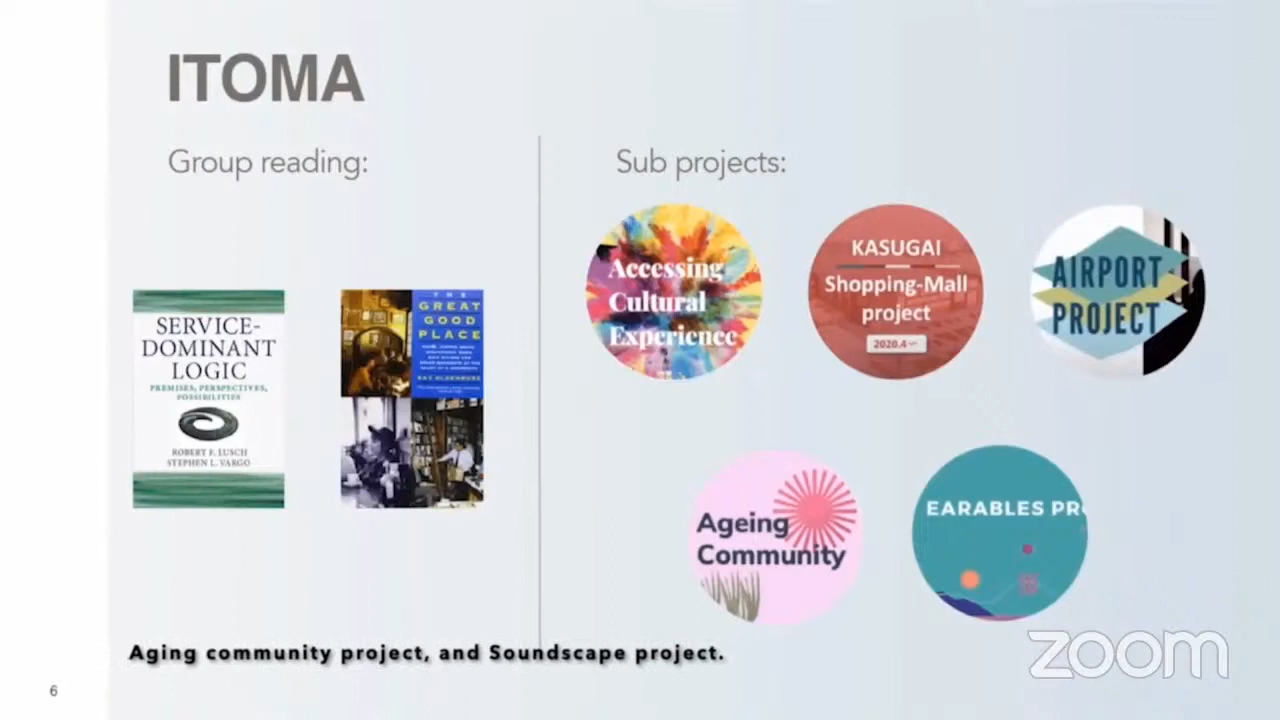 ITOMA
Group reading:
SERVICE-
DOMINANT
LOGIC
PREMISES, PERSPECTIVES,
POSSIBILITIES
ROBERT F. LUSCH
STEPHEN L. VARGO
THE
GREAT
GOOD
PLACE
RAY OLDENBURG
Sub projects:
Accessing
Cultural
Experience
KASUGAI
Shopping-Mall
project
2020.4～
AIRPORT
PROJECT
Ageing
Community
EARABLES PRO
Aging community project, and Soundscape project.
6
zoom